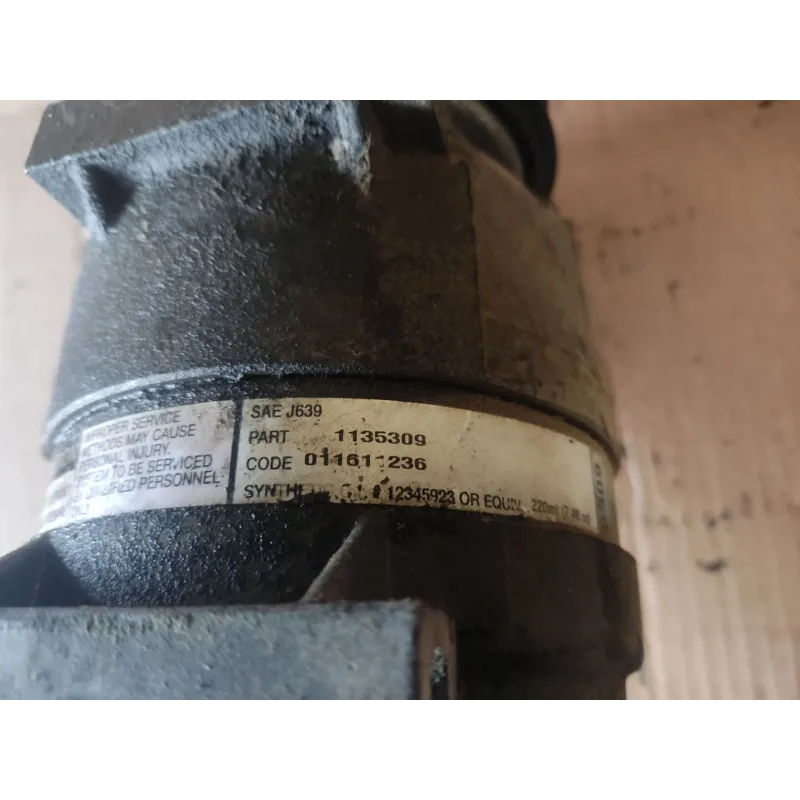 IMPROPER SERVICE
METHODS MAY CAUSE
PERSONAL INJURY.
SYSTEM TO BE SERVICED
PERSONNEL
SAE J639
PART 1135309
CODE 011611236
# 12345923 OR EQUIV. 220ml